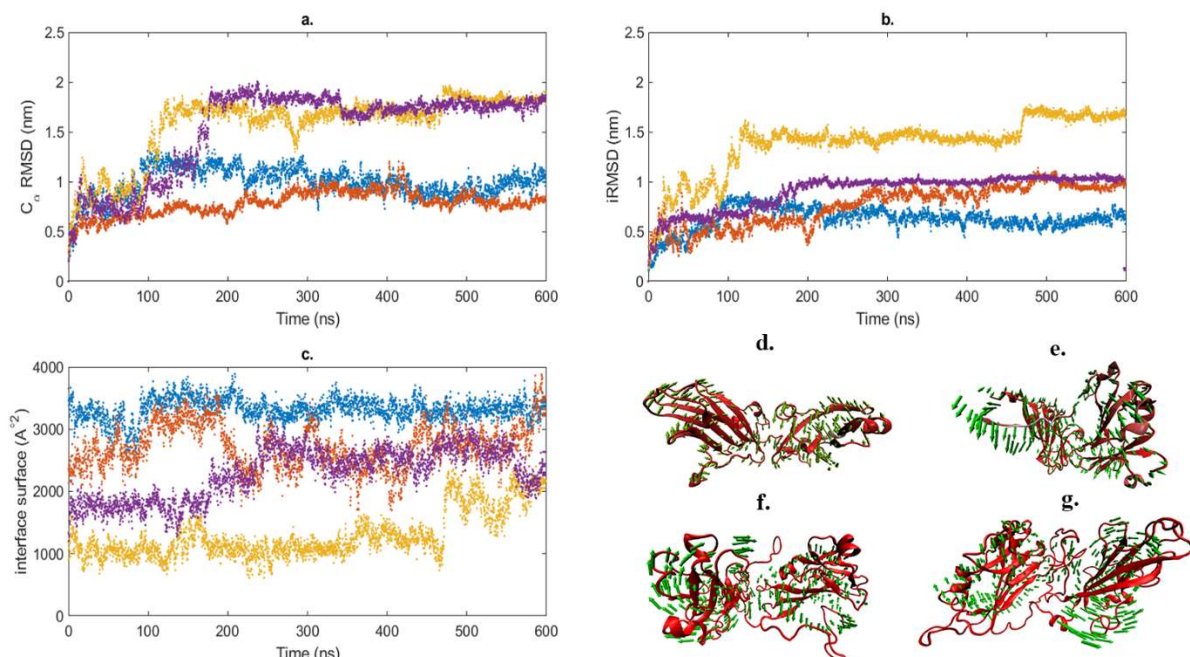 a.
2.5
2
1.5
1
0.5
0
C α RMSD (nm)
0 100 200 300 400 500 600
Time (ns)
b.
2.5
2
1.5
1
0.5
0
iRMSD (nm)
0 100 200 300 400 500 600
Time (ns)
c.
4000
3000
2000
1000
0
interface surface (A°^2)
0 100 200 300 400 500 600
Time (ns)
d.
e.
f.
g.